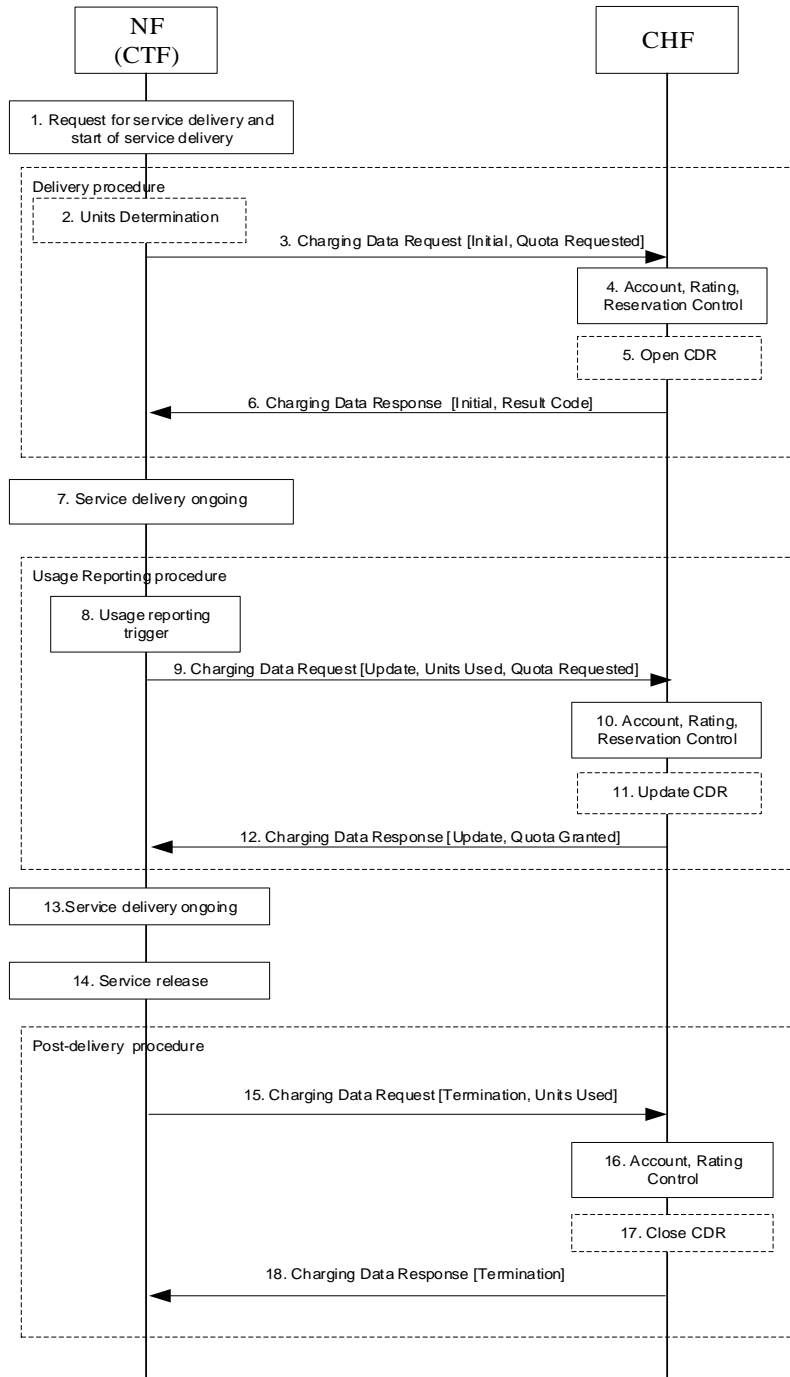 NF
(CTF)
CHF
1. Request for service delivery and
start of service delivery
Delivery procedure
2. Units Determination
3. Charging Data Request [Initial, Quota Requested]
4. Account, Rating,
Reservation Control
5. Open CDR
6. Charging Data Response [Initial, Result Code]
7. Service delivery ongoing
Usage Reporting procedure
8. Usage reporting
trigger
9. Charging Data Request [Update, Units Used, Quota Requested]
10. Account, Rating,
Reservation Control
11. Update CDR
12. Charging Data Response [Update, Quota Granted]
13.Service delivery ongoing
14. Service release
Post-delivery procedure
15. Charging Data Request [Termination, Units Used]
16. Account, Rating
Control
17. Close CDR
18. Charging Data Response [Termination]